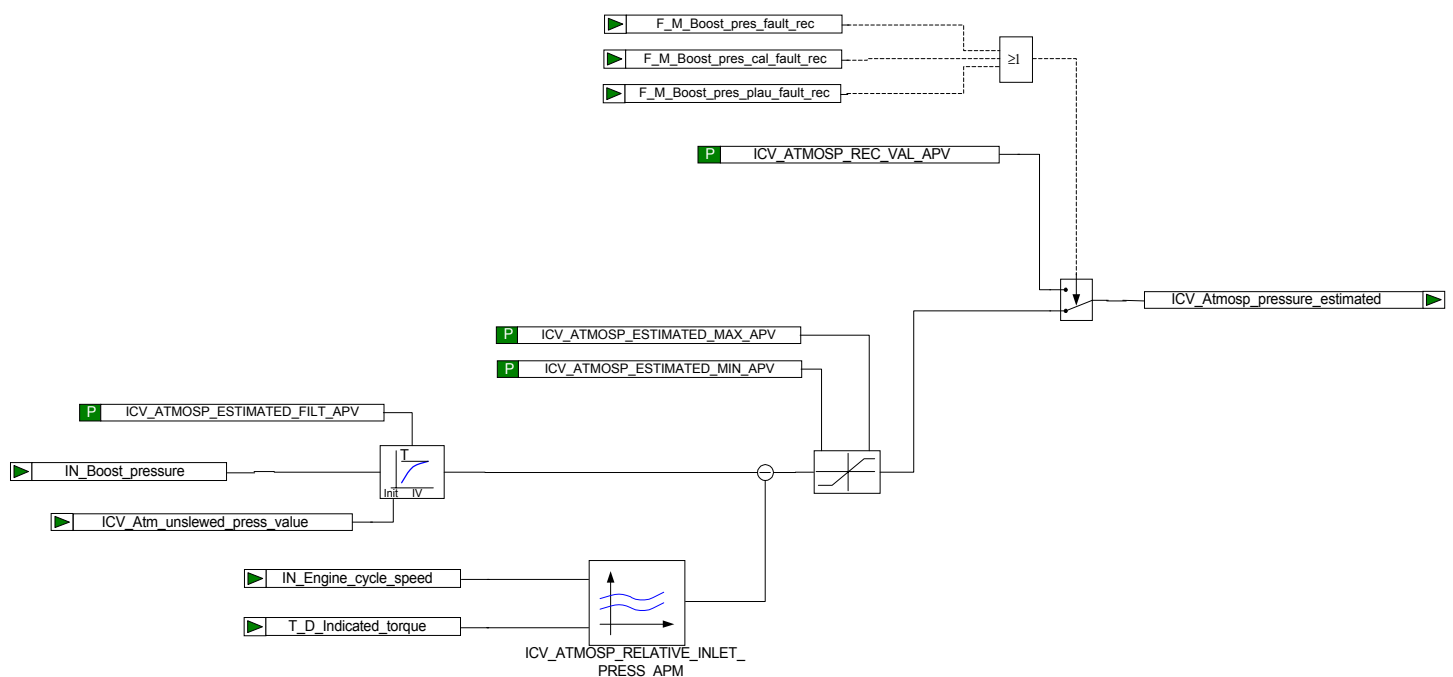 F_M_Boost_pres_fault_rec
F_M_Boost_pres_cal_fault_rec
≥1
F_M_Boost_pres_plau_fault_rec
P ICV_ATMOSP_REC_VAL_APV
ICV_Atmosp_pressure_estimated
P ICV_ATMOSP_ESTIMATED_MAX_APV
P ICV_ATMOSP_ESTIMATED_MIN_APV
P ICV_ATMOSP_ESTIMATED_FILT_APV
T
IN_Boost_pressure
Init IV
ICV_Atm_unslewed_press_value
IN_Engine_cycle_speed
T_D_Indicated_torque
ICV_ATMOSP_RELATIVE_INLET_
PRESS_APM